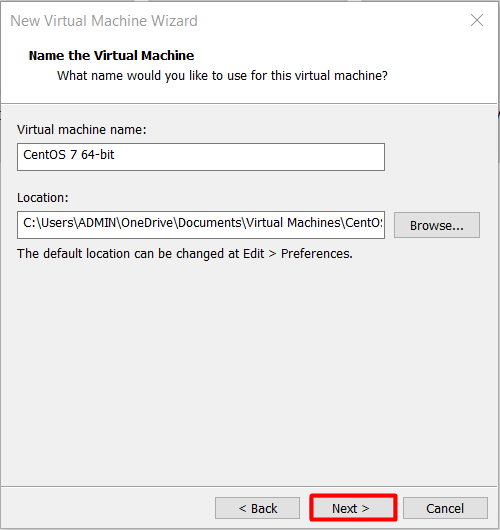 New Virtual Machine Wizard
Name the Virtual Machine
What name would you like to use for this virtual machine?
Virtual machine name:
CentOS 7 64-bit
Location:
C:\Users\ADMIN\OneDrive\Documents\Virtual Machines\CentOS
Browse...
The default location can be changed at Edit > Preferences.
< Back
Next >
Cancel